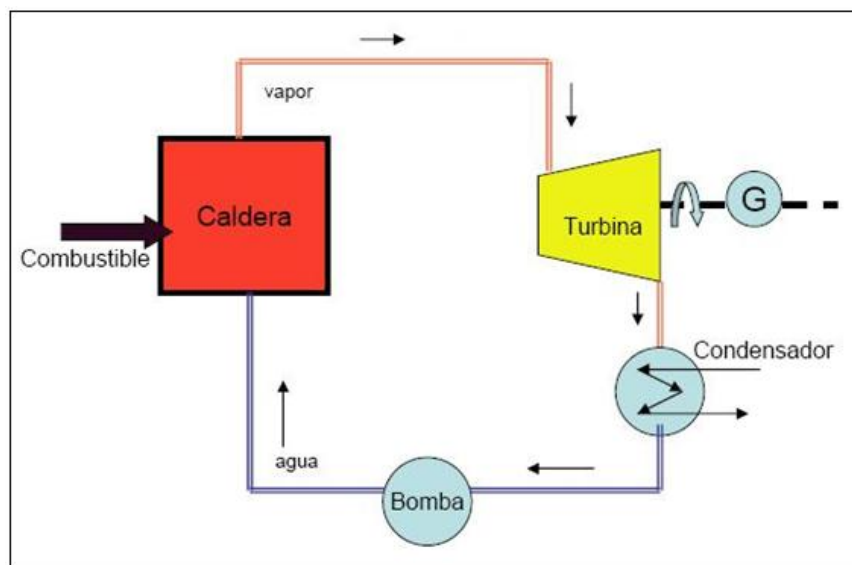 vapor
Caldera
Combustible
Turbina
G
Condensador
agua
Bomba